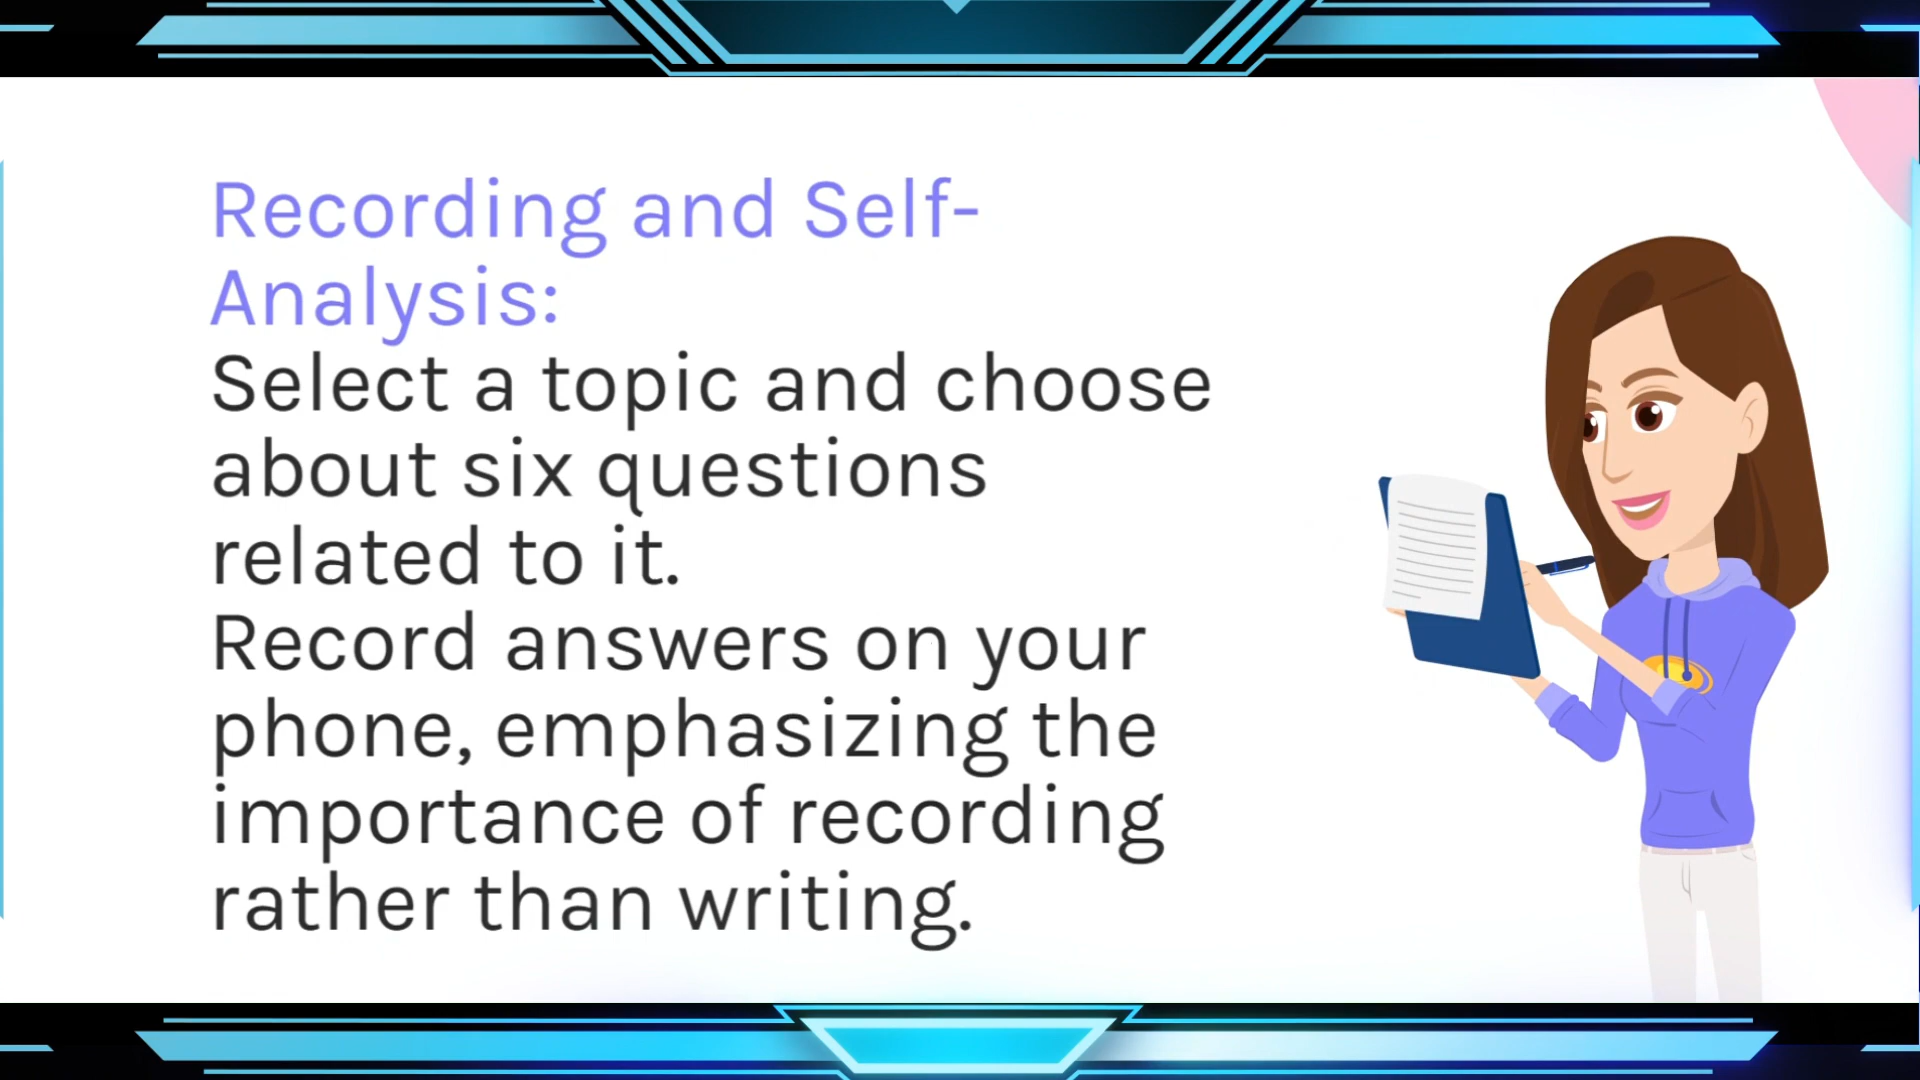 Recording and Self-
Analysis:
Select a topic and choose
about six questions
related to it.
Record answers on your
phone, emphasizing the
importance of recording
rather than writing.